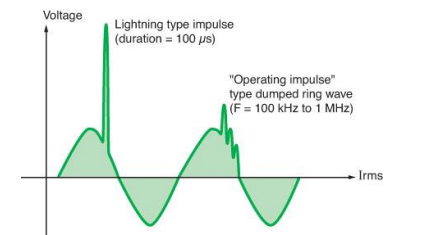 Voltage
Lightning type impulse
(duration = 100 µs)
"Operating impulse"
type dumped ring wave
(F = 100 kHz to 1 MHz)
Irms